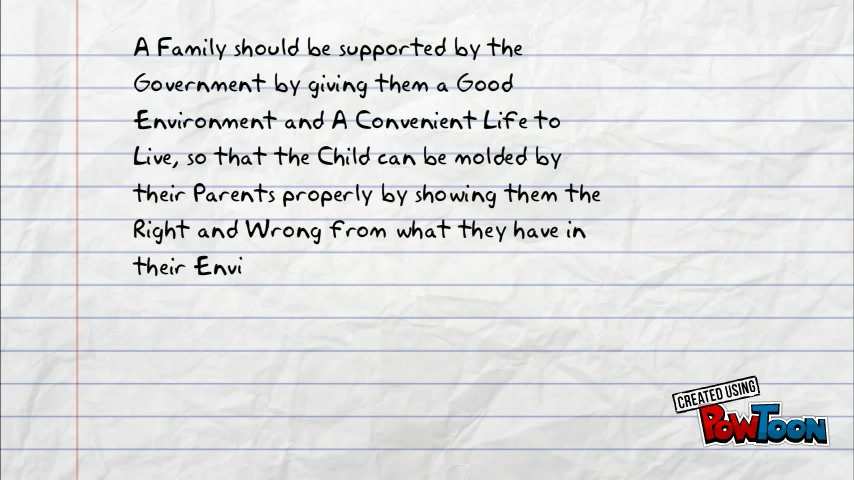 A Family should be supported by the
Government by giving them a Good
Environment and A Convenient Life to
Live, so that the Child can be molded by
their Parents properly by showing them the
Right and Wrong from what they have in
their Envi
CREATED USING
POWTOON